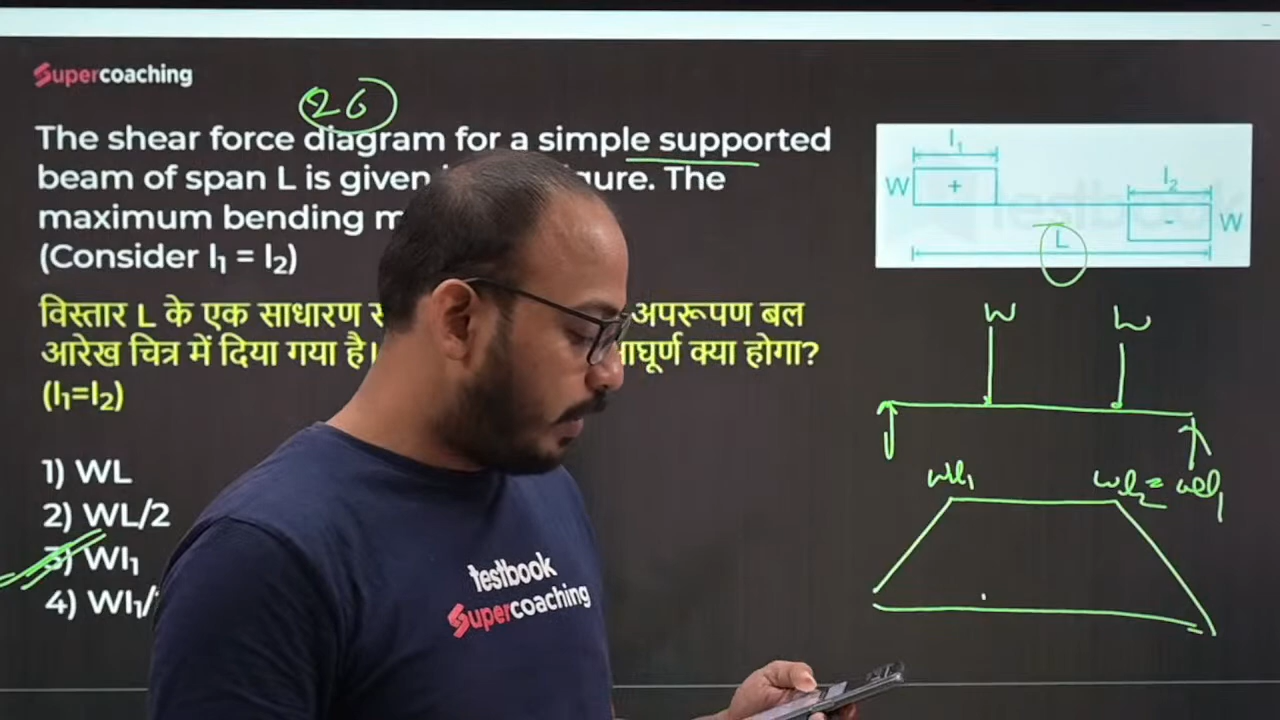 Supercoaching
26
The shear force diagram for a simple supported
beam of span L is given gure. The
maximum bending m
(Consider l₁ = l₂)
विस्तार L के एक साधारण अपरूपण बल
आरेख चित्र में दिया गया है। क्या होगा?
(l₁=l₂)
1) WL
2) WL/2
3) Wl₁
4) Wl₁/
l₁
W +
l₂
- W
L
testbook
W W
wl₁ wl₂ = wl₁
testbook
Supercoaching